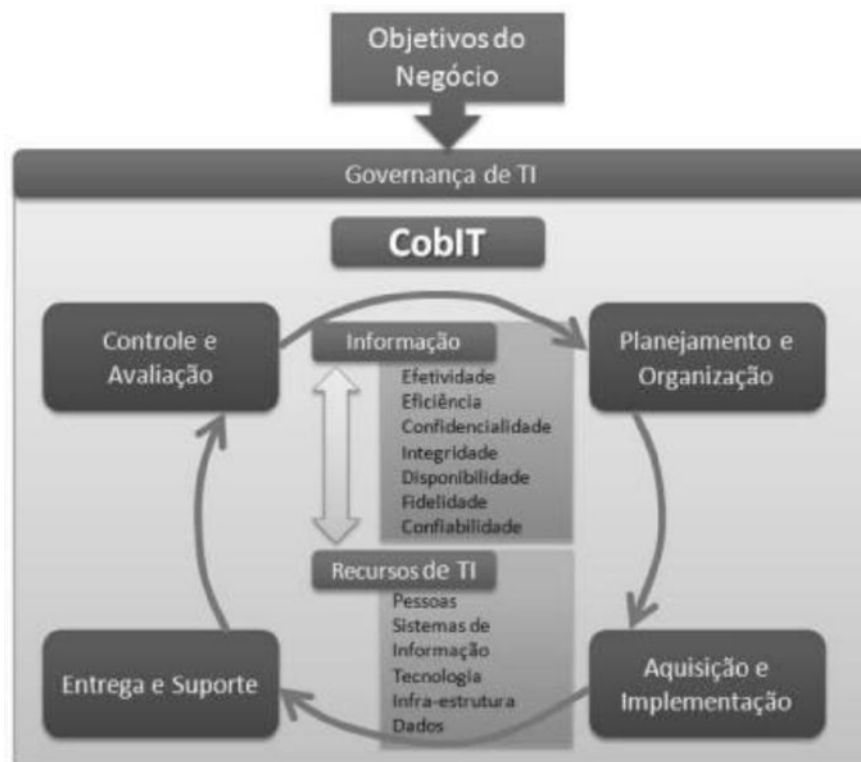 Objetivos do
Negócio
Governança de TI
CobIT
Controle e
Avaliação
Informação
Efetividade
Eficiência
Confidencialidade
Integridade
Disponibilidade
Fidelidade
Confiabilidade
Planejamento e
Organização
Recursos de TI
Pessoas
Sistemas de
Informação
Tecnologia
Infra-estrutura
Dados
Entrega e Suporte
Aquisição e
Implementação